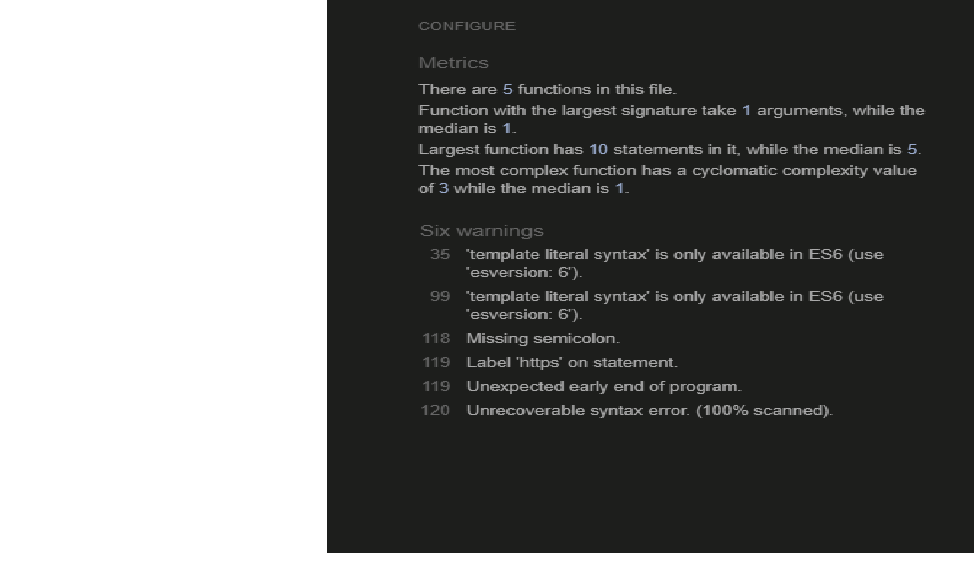 CONFIGURE
Metrics
There are 5 functions in this file.
Function with the largest signature take 1 arguments, while the
median is 1.
Largest function has 10 statements in it, while the median is 5.
The most complex function has a cyclomatic complexity value
of 3 while the median is 1.
Six warnings
35 'template literal syntax' is only available in ES6 (use
'esversion: 6').
99 'template literal syntax' is only available in ES6 (use
'esversion: 6').
118 Missing semicolon.
119 Label 'https' on statement.
119 Unexpected early end of program.
120 Unrecoverable syntax error. (100% scanned).